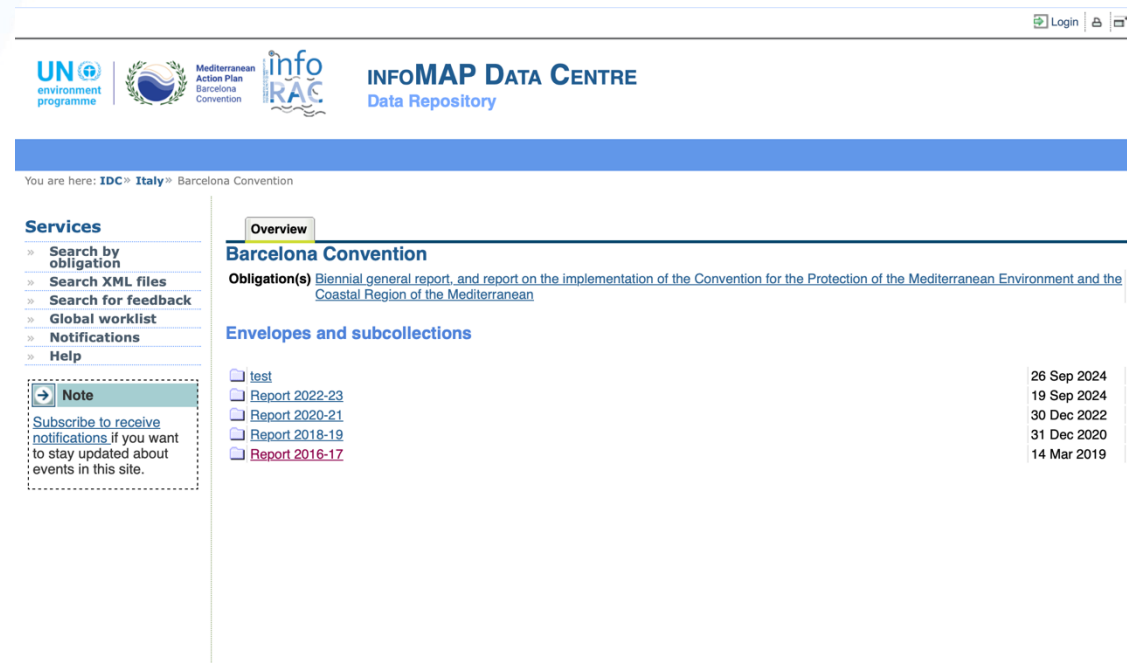 Login
UN
environment
programme
Mediterranean
Action Plan
Barcelona
Convention
info
RAC
INFOMAP DATA CENTRE
Data Repository
You are here: IDC» Italy» Barcelona Convention
Services
» Search by
obligation
» Search XML files
» Search for feedback
» Global worklist
» Notifications
» Help
Note
Subscribe to receive
notifications if you want
to stay updated about
events in this site.
Overview
Barcelona Convention
Obligation(s) Biennial general report, and report on the implementation of the Convention for the Protection of the Mediterranean Environment and the
Coastal Region of the Mediterranean
Envelopes and subcollections
test 26 Sep 2024
Report 2022-23 19 Sep 2024
Report 2020-21 30 Dec 2022
Report 2018-19 31 Dec 2020
Report 2016-17 14 Mar 2019